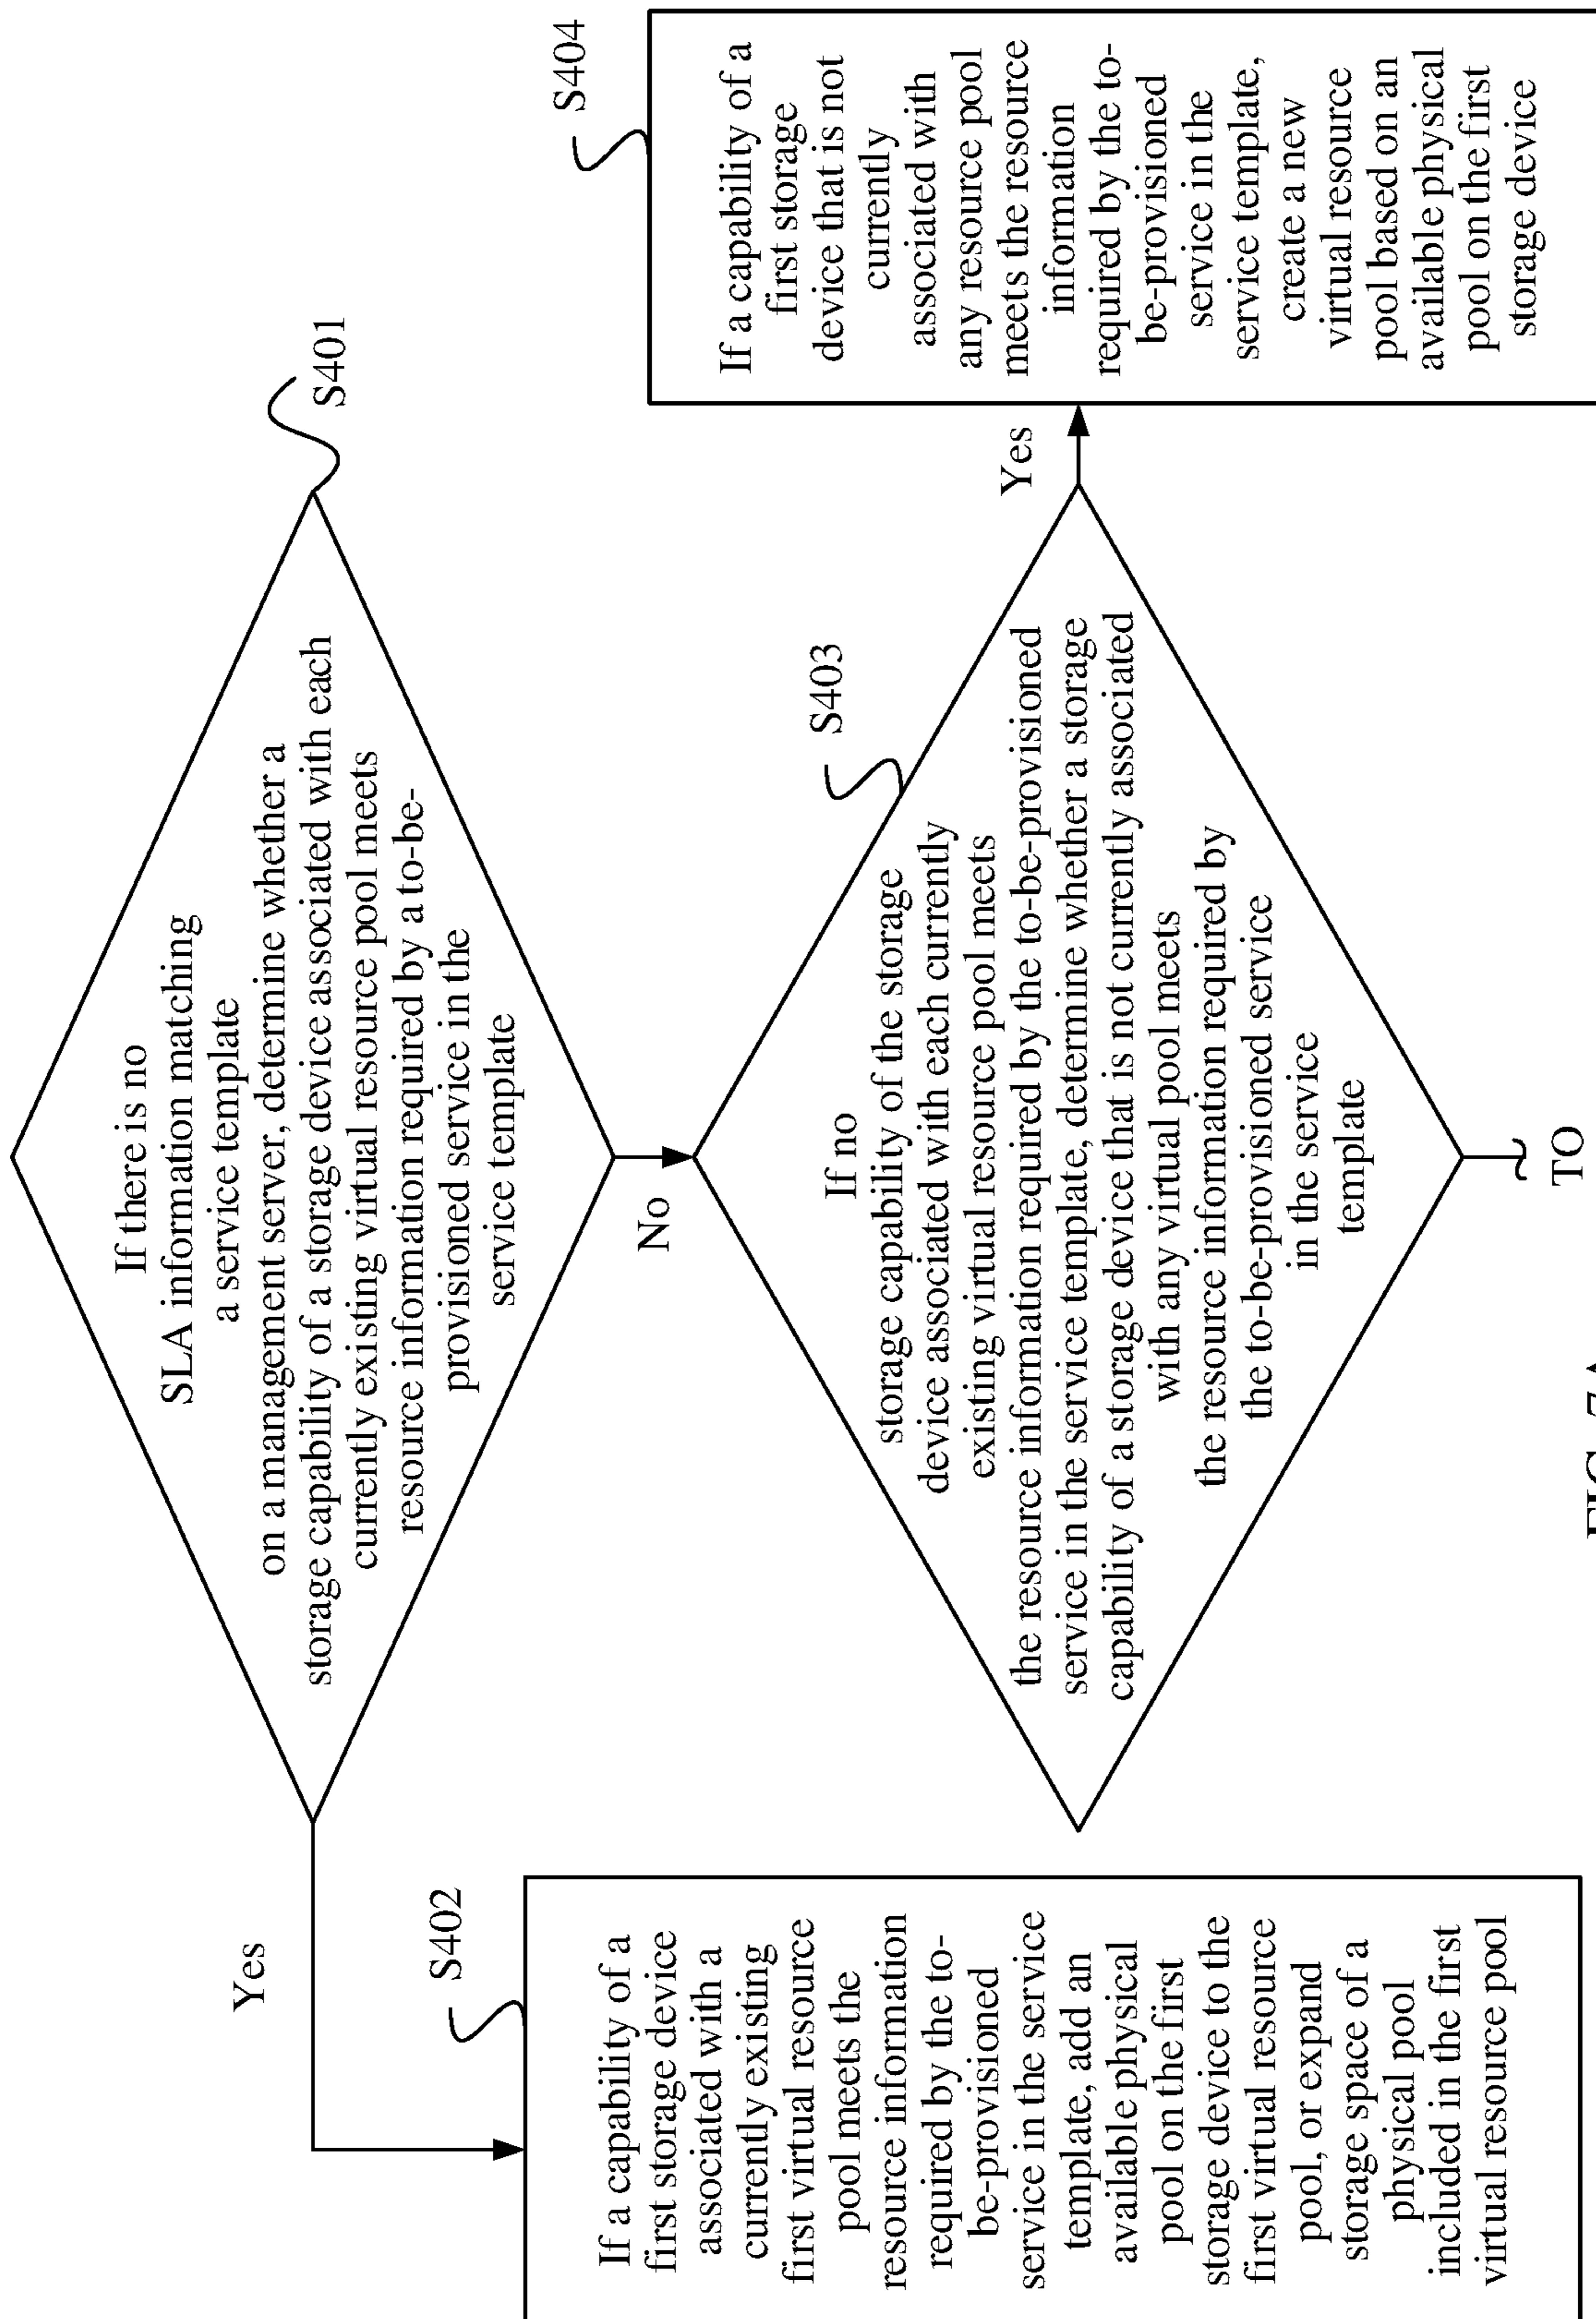 If there is no
SLA information matching
a service template
on a management server, determine whether a
storage capability of a storage device associated with each
currently existing virtual resource pool meets
resource information required by a to-be-
provisioned service in the
service template
S401
Yes
No
S402
If a capability of a
first storage device
associated with a
currently existing
first virtual resource
pool meets the
resource information
required by the to-
be-provisioned
service in the service
template, add an
available physical
pool on the first
storage device to the
first virtual resource
pool, or expand
storage space of a
physical pool
included in the first
virtual resource pool
S403
If no
storage capability of the storage
device associated with each currently
existing virtual resource pool meets
the resource information required by the to-be-provisioned
service in the service template, determine whether a storage
capability of a storage device that is not currently associated
with any virtual pool meets
the resource information required by
the to-be-provisioned service
in the service
template
Yes
S404
If a capability of a
first storage
device that is not
currently
associated with
any resource pool
meets the resource
information
required by the to-
be-provisioned
service in the
service template,
create a new
virtual resource
pool based on an
available physical
pool on the first
storage device
TO